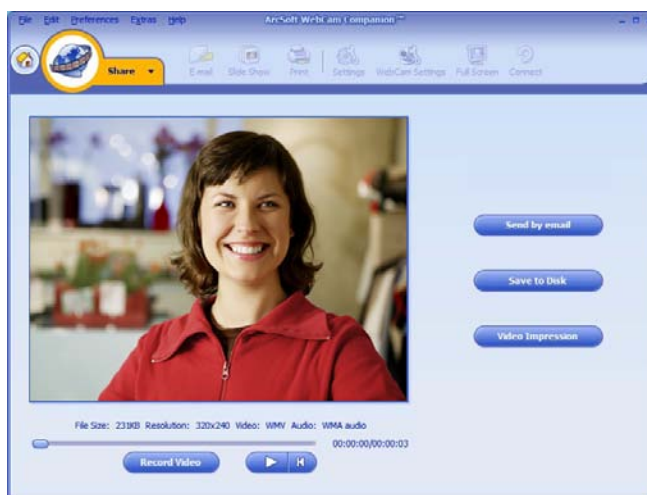 File Edit Preferences Extras Help ArcSoft WebCam Companion™
Share E-mail Slide Show Print Settings WebCam Settings Full Screen Connect
Send by email
Save to Disk
Video Impression
File Size: 231KB Resolution: 320x240 Video: WMV Audio: WMA audio
00:00:00/00:00:03
Record Video